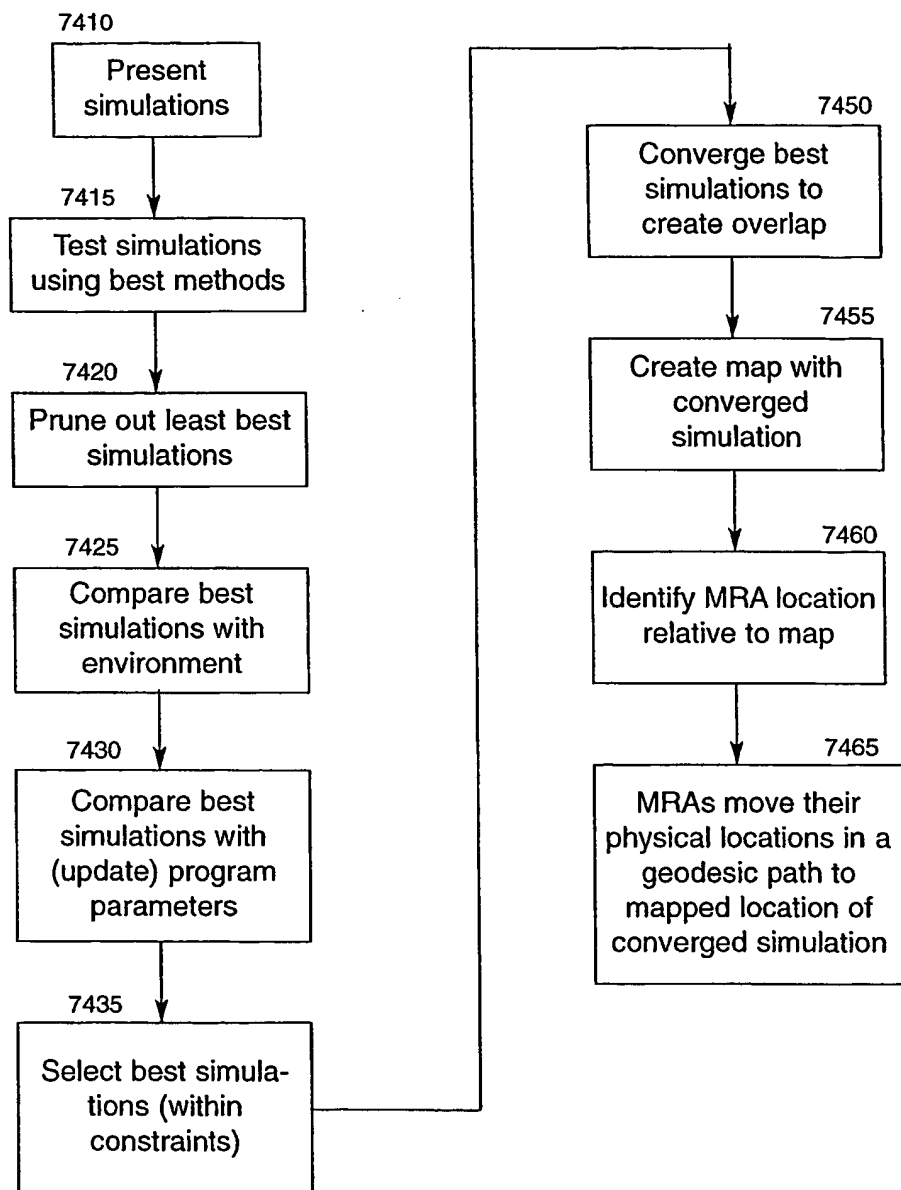 7410
Present
simulations
7415
Test simulations
using best methods
7420
Prune out least best
simulations
7425
Compare best
simulations with
environment
7430
Compare best
simulations with
(update) program
parameters
7435
Select best simula-
tions (within
constraints)
7450
Converge best
simulations to
create overlap
7455
Create map with
converged
simulation
7460
Identify MRA location
relative to map
7465
MRAs move their
physical locations in a
geodesic path to
mapped location of
converged simulation